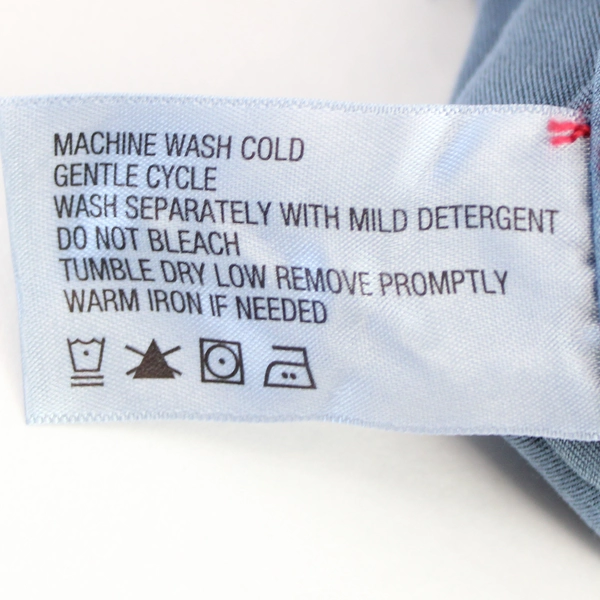 MACHINE WASH COLD
GENTLE CYCLE
WASH SEPARATELY WITH MILD DETERGENT
DO NOT BLEACH
TUMBLE DRY LOW REMOVE PROMPTLY
WARM IRON IF NEEDED